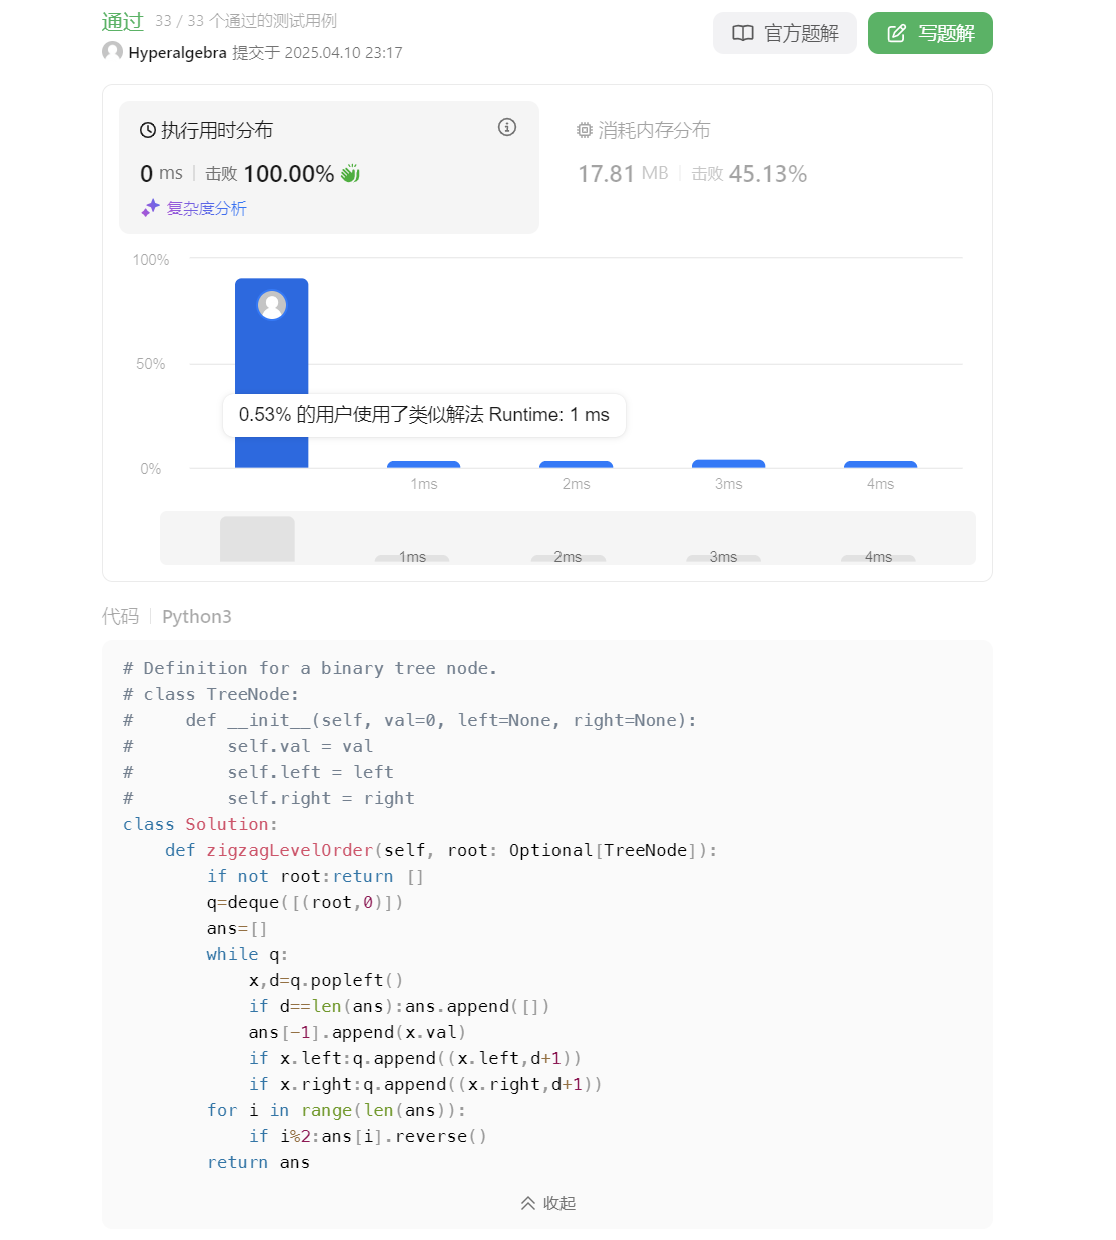 通过 33 / 33 个通过的测试用例
Hyperalgebra 提交于 2025.04.10 23:17
官方题解
写题解
执行用时分布
0 ms 击败 100.00%
复杂度分析
消耗内存分布
17.81 MB 击败 45.13%
100%
50%
0%
0.53% 的用户使用了类似解法 Runtime: 1 ms
1ms 2ms 3ms 4ms
1ms 2ms 3ms 4ms
代码 Python3
# Definition for a binary tree node.
# class TreeNode:
#     def __init__(self, val=0, left=None, right=None):
#         self.val = val
#         self.left = left
#         self.right = right
class Solution:
    def zigzagLevelOrder(self, root: Optional[TreeNode]):
        if not root:return []
        q=deque([(root,0)])
        ans=[]
        while q:
            x,d=q.popleft()
            if d==len(ans):ans.append([])
            ans[-1].append(x.val)
            if x.left:q.append((x.left,d+1))
            if x.right:q.append((x.right,d+1))
        for i in range(len(ans)):
            if i%2:ans[i].reverse()
        return ans
收起